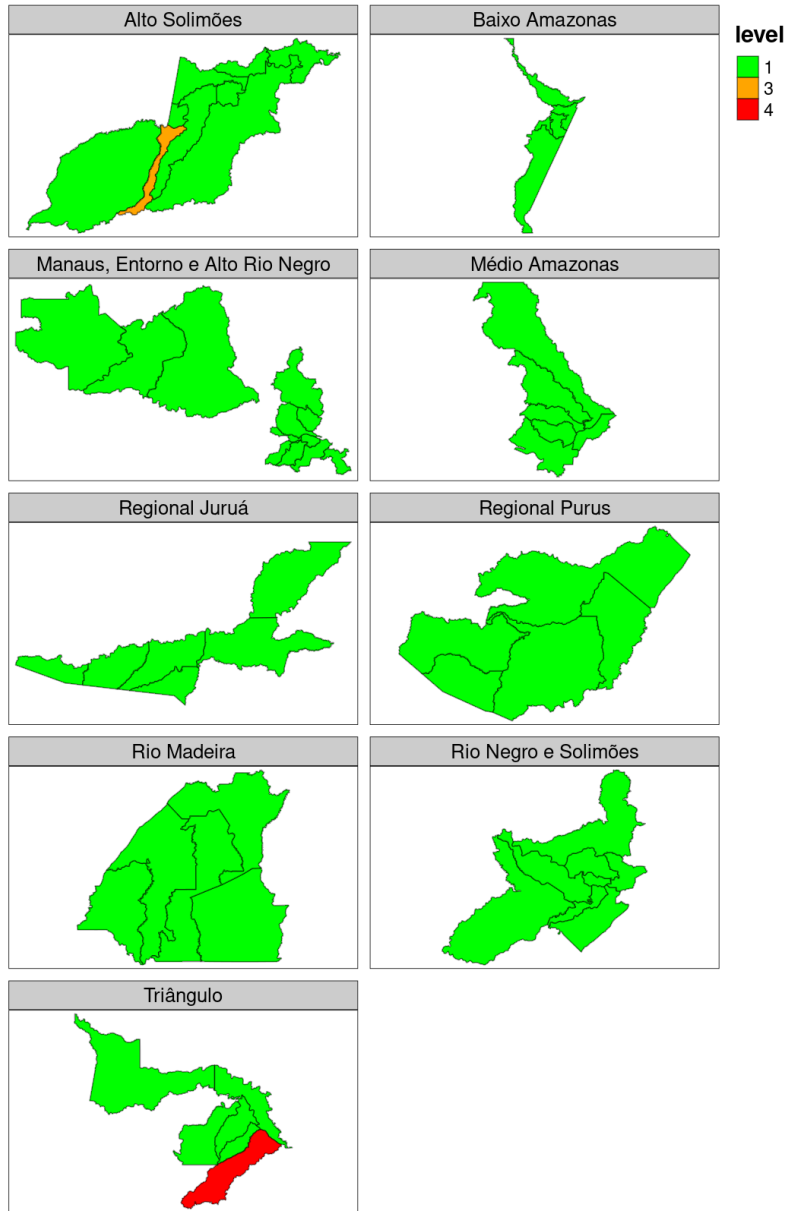 Alto Solimões
Baixo Amazonas
level
1
3
4
Manaus, Entorno e Alto Rio Negro
Médio Amazonas
Regional Juruá
Regional Purus
Rio Madeira
Rio Negro e Solimões
Triângulo